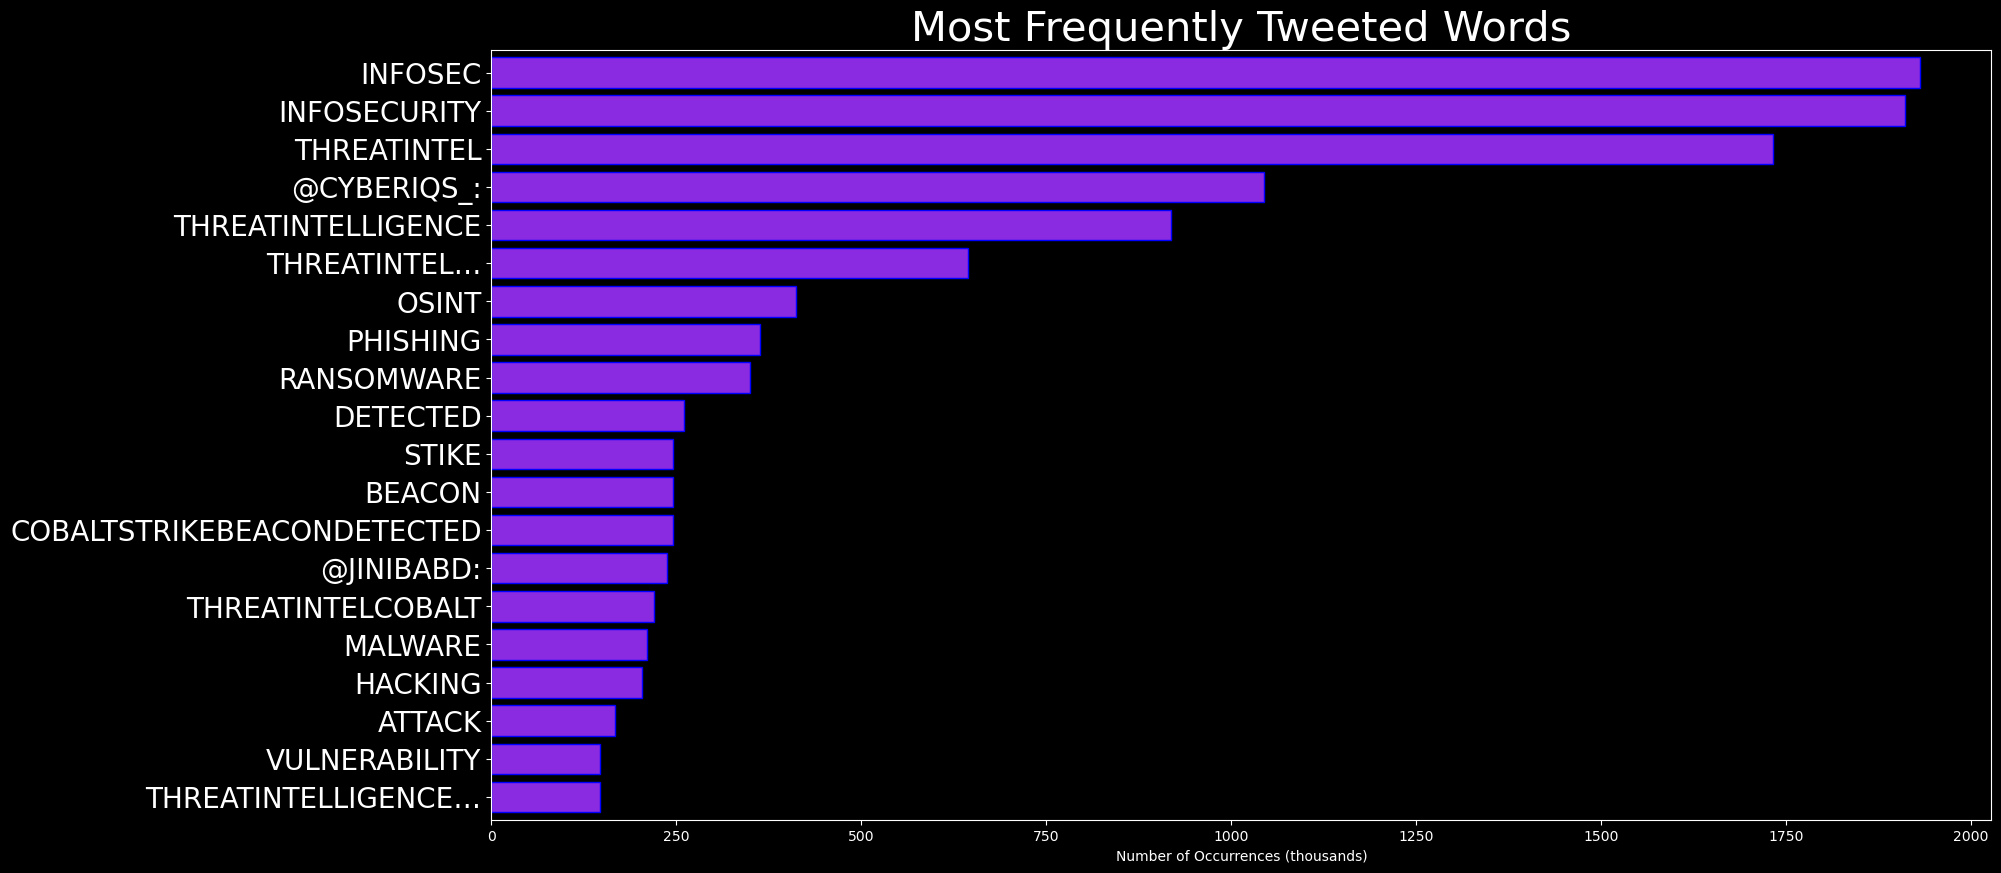 Most Frequently Tweeted Words
INFOSEC
INFOSECURITY
THREATINTEL
@CYBERIQS_:
THREATINTELLIGENCE
THREATINTEL…
OSINT
PHISHING
RANSOMWARE
DETECTED
STIKE
BEACON
COBALTSTRIKEBEACONDETECTED
@JINIBABD:
THREATINTELCOBALT
MALWARE
HACKING
ATTACK
VULNERABILITY
THREATINTELLIGENCE…
0 250 500 750 1000 1250 1500 1750 2000
Number of Occurrences (thousands)